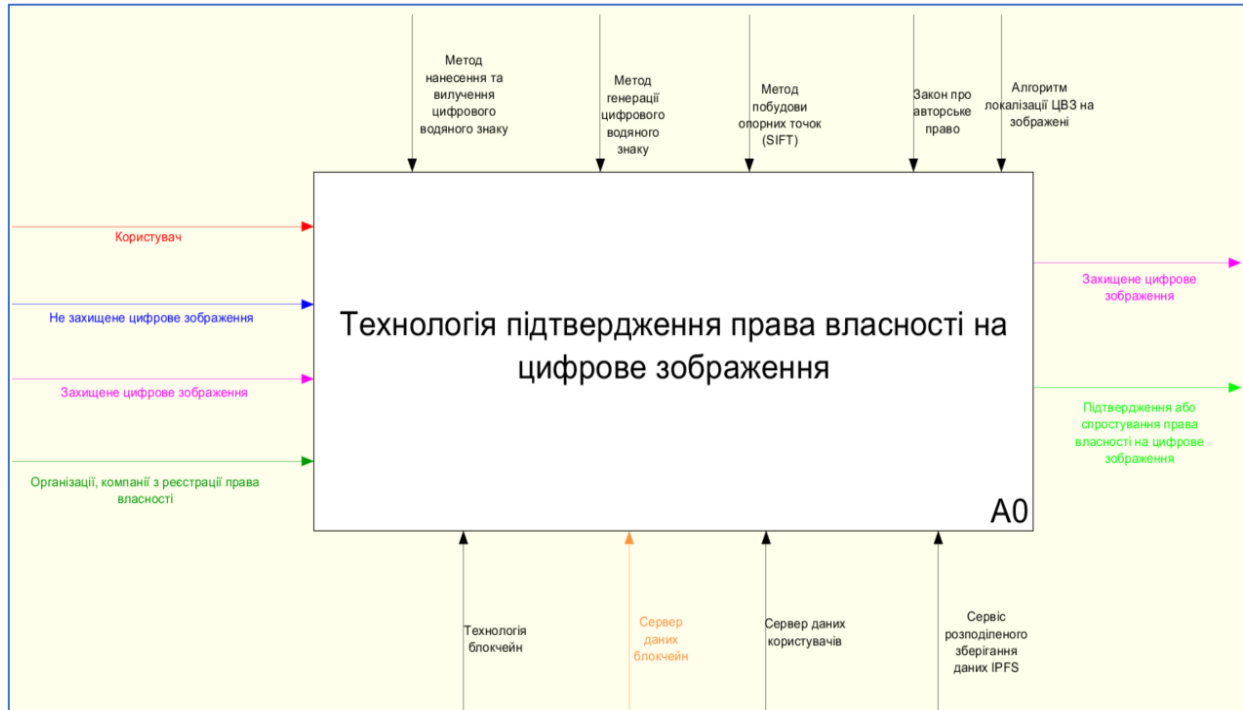 Метод
нанесення та
вилучення
цифрового
водяного знаку
Метод
генерації
цифрового
водяного
знаку
Метод
побудови
опорних точок
(SIFT)
Закон про
авторське
право
Алгоритм
локалізації ЦВЗ на
зображені
Користувач
Не захищене цифрове зображення
Захищене цифрове зображення
Організації, компанії з реєстрації права
власності
Технологія підтвердження права власності на
цифрове зображення
A0
Захищене цифрове
зображення
Підтвердження або
спростування права
власності на цифрове
зображення
Технологія
блокчейн
Сервер
даних
блокчейн
Сервер даних
користувачів
Сервіс
розподіленого
зберігання
даних IPFS